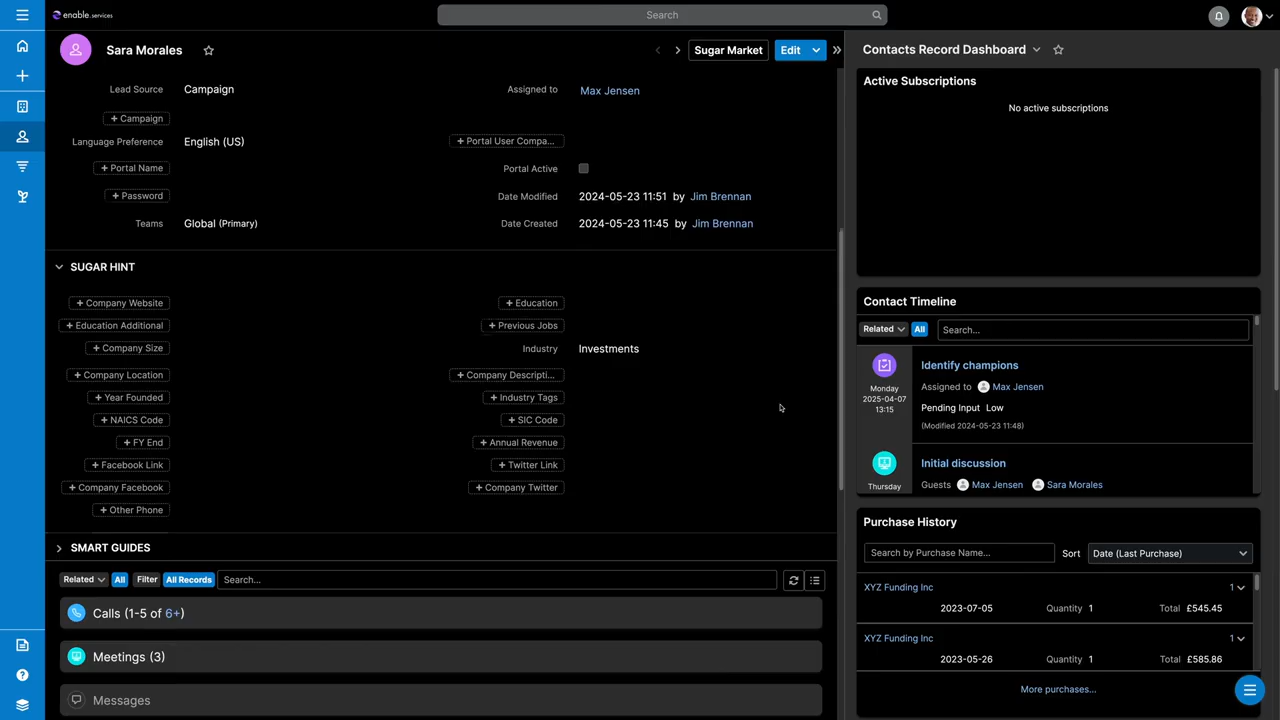 enable.services
Search
Sara Morales
Sugar Market
Edit
Contacts Record Dashboard
Lead Source
Campaign
Assigned to
Max Jensen
+ Campaign
Language Preference
English (US)
+ Portal User Compa...
+ Portal Name
Portal Active
+ Password
Date Modified
2024-05-23 11:51 by Jim Brennan
Teams
Global (Primary)
Date Created
2024-05-23 11:45 by Jim Brennan
SUGAR HINT
+ Company Website
+ Education
+ Education Additional
+ Previous Jobs
+ Company Size
Industry
Investments
+ Company Location
+ Company Descripti...
+ Year Founded
+ Industry Tags
+ NAICS Code
+ SIC Code
+ FY End
+ Annual Revenue
+ Facebook Link
+ Twitter Link
+ Company Facebook
+ Company Twitter
+ Other Phone
SMART GUIDES
Related
All
Filter
All Records
Search...
Calls (1-5 of 6+)
Meetings (3)
Messages
Active Subscriptions
No active subscriptions
Contact Timeline
Related
All
Search...
Monday
2025-04-07
13:15
Identify champions
Assigned to Max Jensen
Pending Input Low
(Modified 2024-05-23 11:48)
Thursday
Initial discussion
Guests Max Jensen Sara Morales
Purchase History
Search by Purchase Name...
Sort
Date (Last Purchase)
XYZ Funding Inc
1
2023-07-05 Quantity 1 Total £545.45
XYZ Funding Inc
1
2023-05-26 Quantity 1 Total £585.86
More purchases...